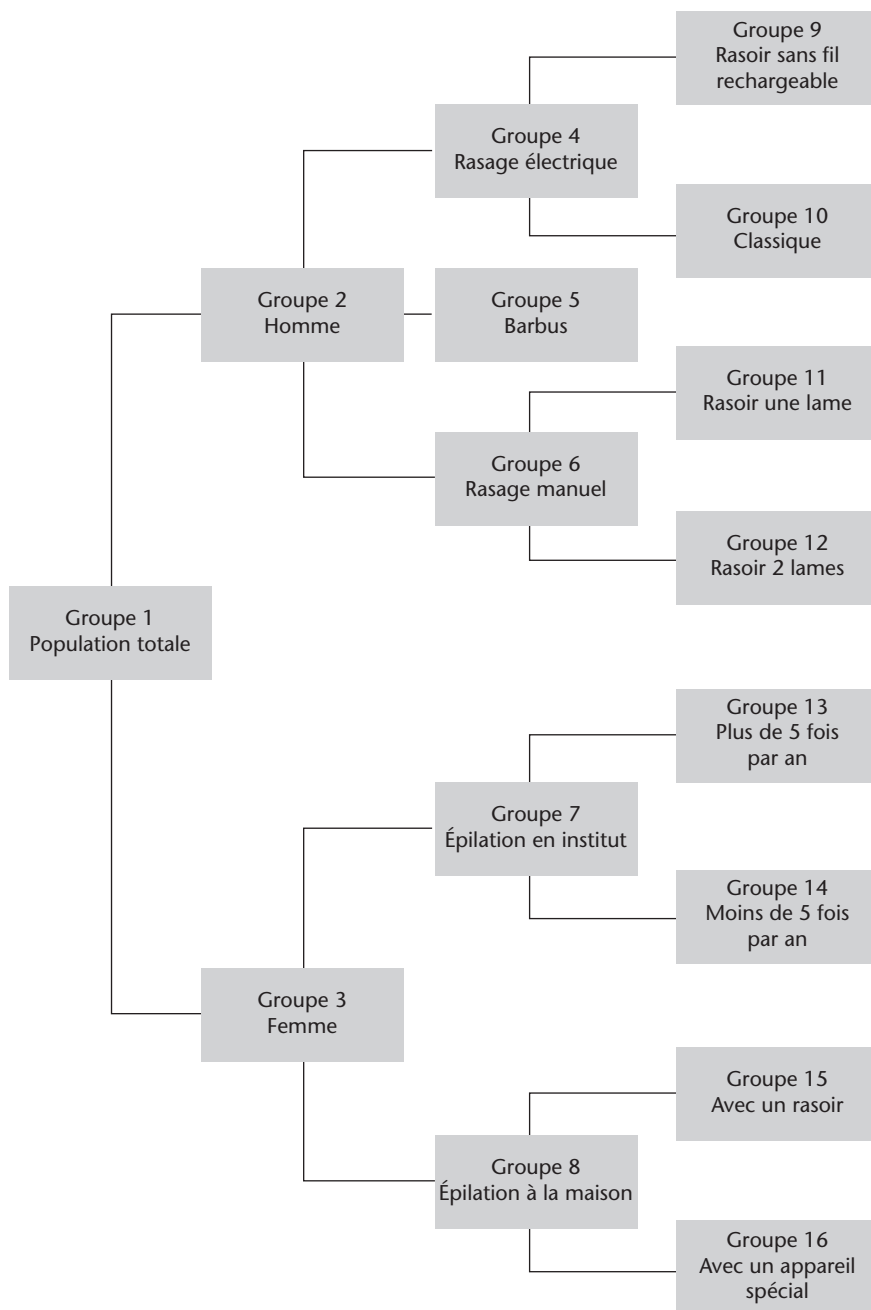 Groupe 9
Rasoir sans fil
rechargeable
Groupe 4
Rasage électrique
Groupe 10
Classique
Groupe 2
Homme
Groupe 5
Barbus
Groupe 11
Rasoir une lame
Groupe 6
Rasage manuel
Groupe 12
Rasoir 2 lames
Groupe 1
Population totale
Groupe 13
Plus de 5 fois
par an
Groupe 7
Épilation en institut
Groupe 14
Moins de 5 fois
par an
Groupe 3
Femme
Groupe 15
Avec un rasoir
Groupe 8
Épilation à la maison
Groupe 16
Avec un appareil
spécial